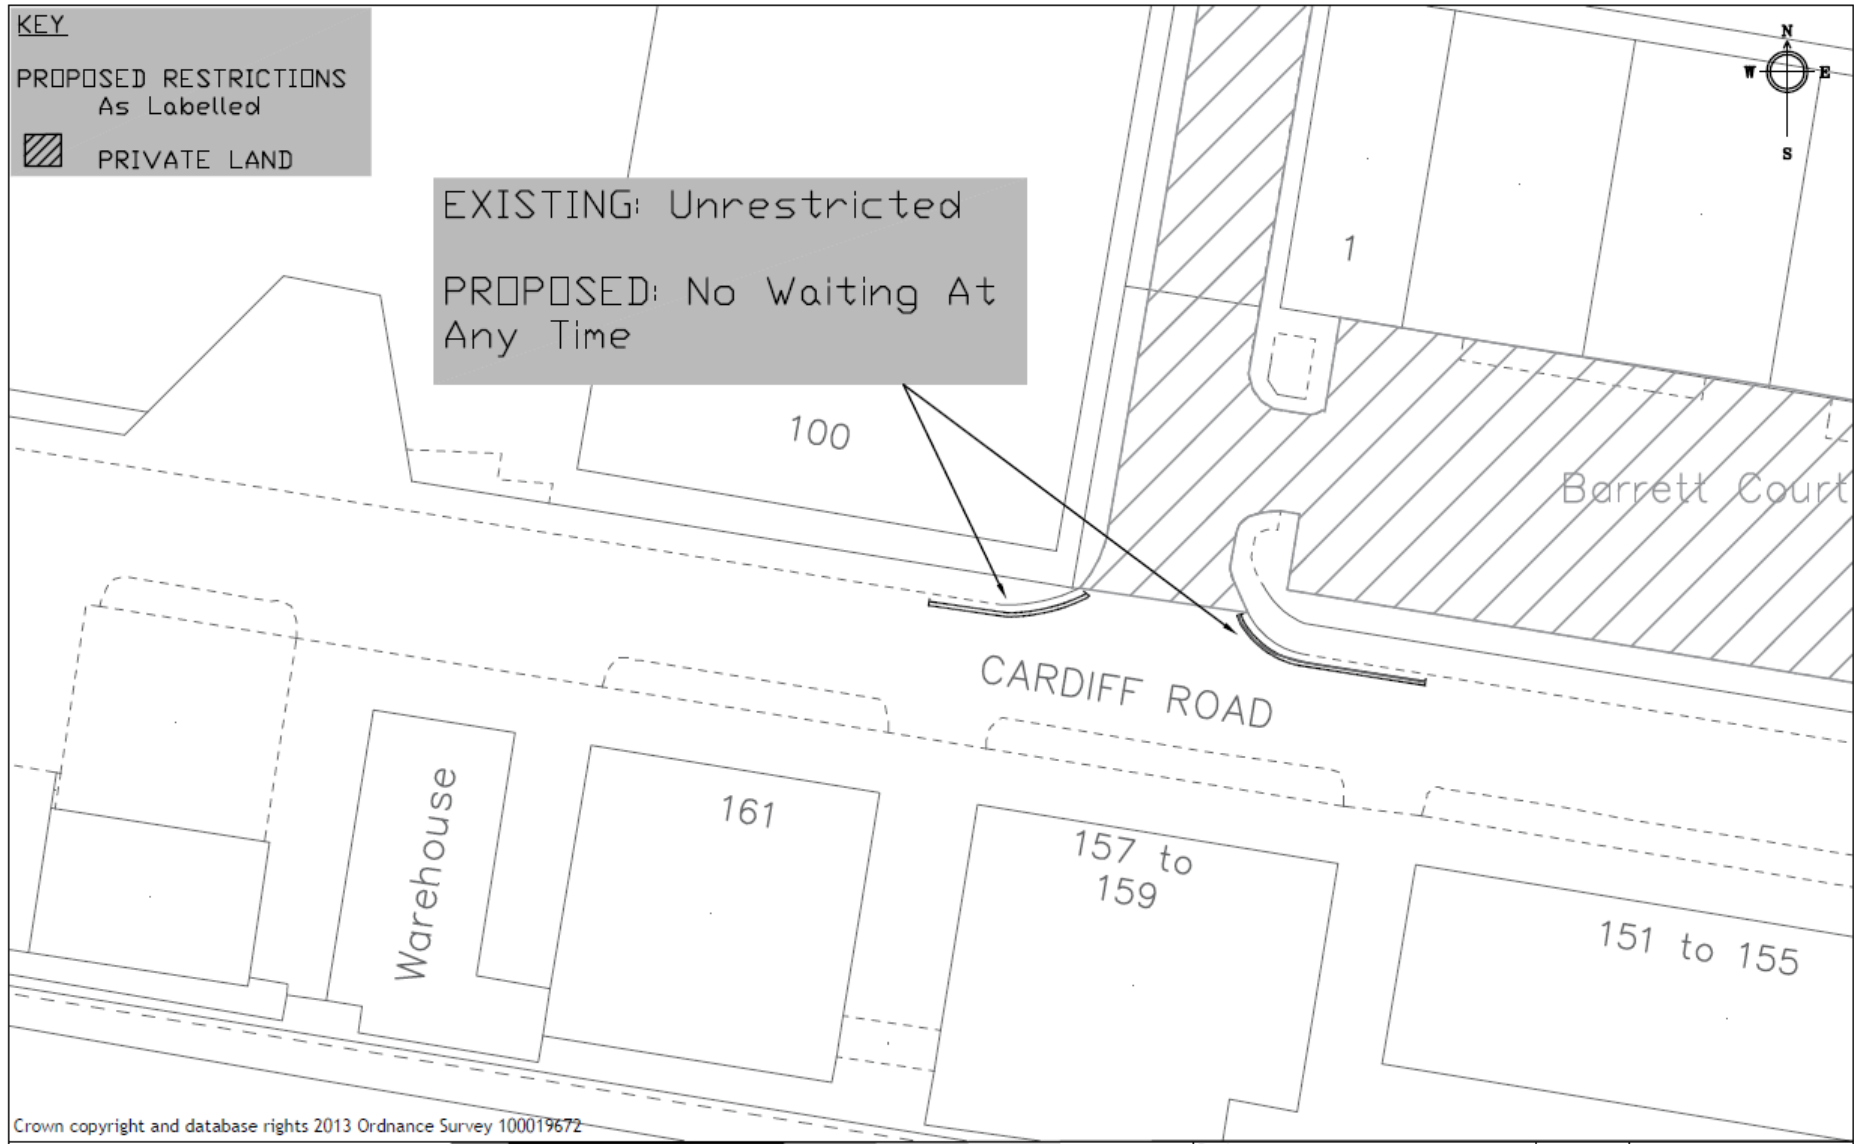 KEY
PROPOSED RESTRICTIONS
As Labelled
PRIVATE LAND
N
W E
S
EXISTING: Unrestricted
PROPOSED: No Waiting At
Any Time
1
100
Barrett Court
CARDIFF ROAD
Warehouse
161
157 to
159
151 to 155
Crown copyright and database rights 2013 Ordnance Survey 100019672